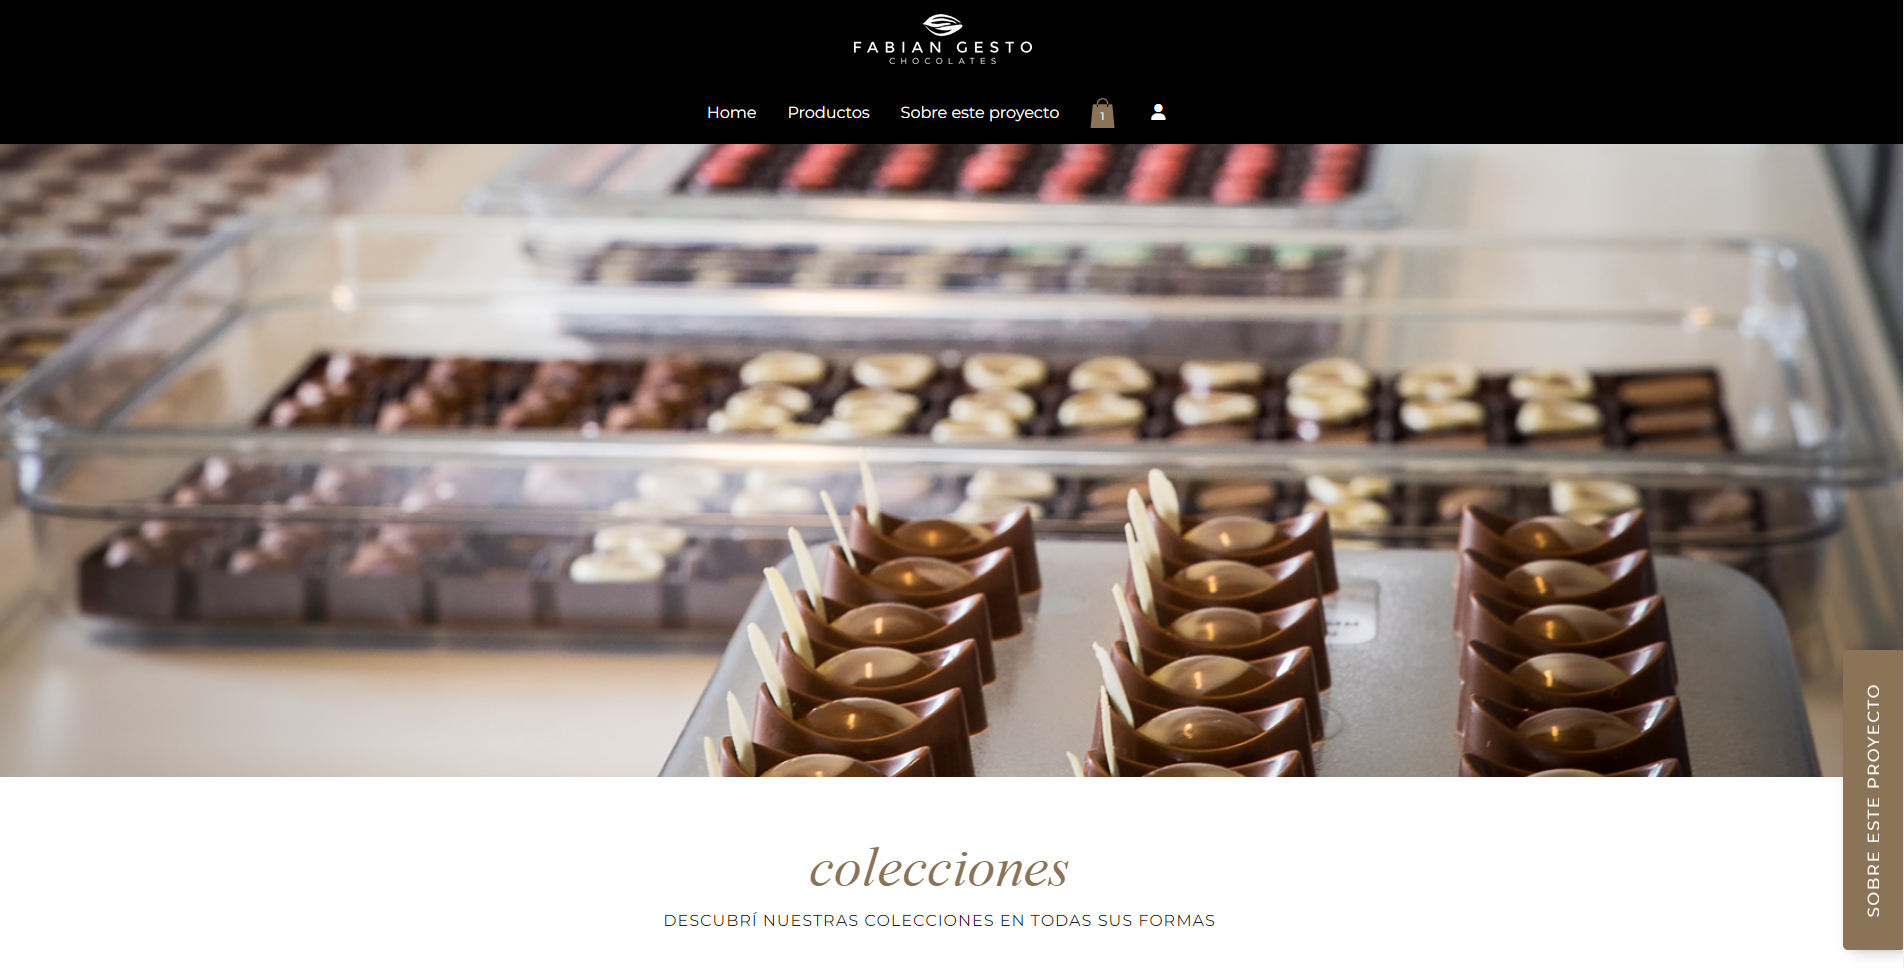 FABIAN GESTO
CHOCOLATES
Home Productos Sobre este proyecto 1
SOBRE ESTE PROYECTO
colecciones
DESCUBRÍ NUESTRAS COLECCIONES EN TODAS SUS FORMAS